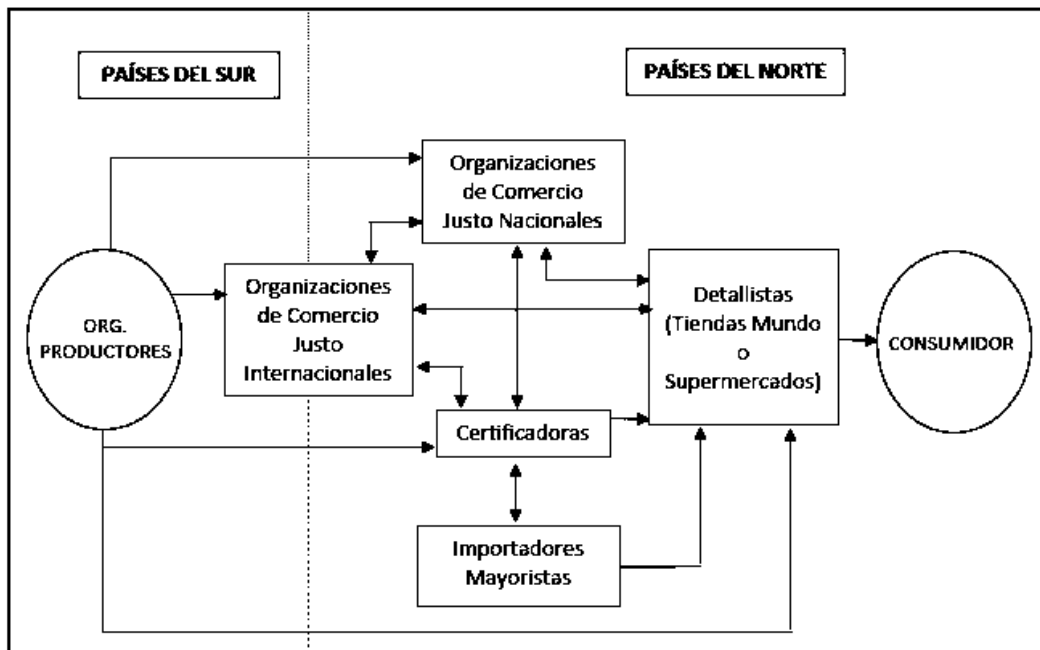 PAÍSES DEL SUR
PAÍSES DEL NORTE
Organizaciones
de Comercio
Justo Nacionales
ORG.
PRODUCTORES
Organizaciones
de Comercio
Justo
Internacionales
Detallistas
(Tiendas Mundo
o
Supermercados)
CONSUMIDOR
Certificadoras
Importadores
Mayoristas